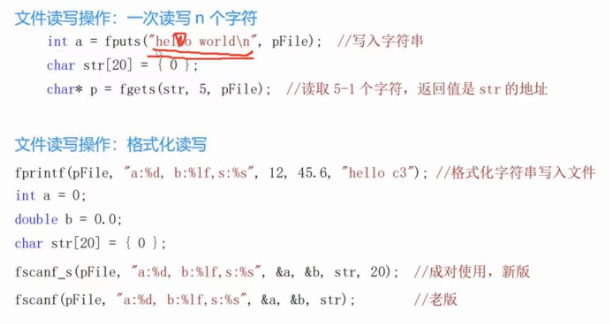 文件读写操作：一次读写 n 个字符
int a = fputs("hello world\n", pFile);  //写入字符串
char str[20] = { 0 };
char* p = fgets(str, 5, pFile);  //读取 5-1 个字符，返回值是 str 的地址
文件读写操作：格式化读写
fprintf(pFile, "a:%d, b:%lf,s:%s", 12, 45.6, "hello c3"); //格式化字符串写入文件
int a = 0;
double b = 0.0;
char str[20] = { 0 };
fscanf_s(pFile, "a:%d, b:%lf,s:%s", &a, &b, str, 20);  //成对使用，新版
fscanf(pFile, "a:%d, b:%lf,s:%s", &a, &b, str);  //老版